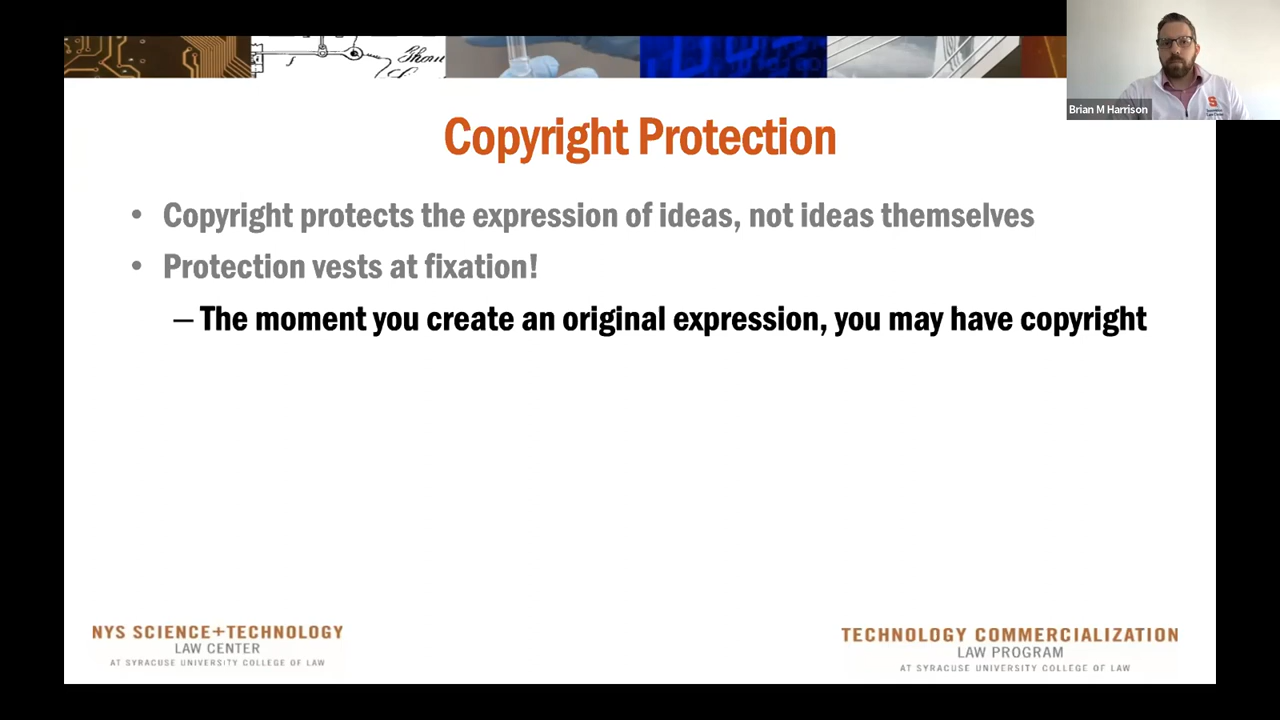 Brian M Harrison
Copyright Protection
• Copyright protects the expression of ideas, not ideas themselves
• Protection vests at fixation!
– The moment you create an original expression, you may have copyright
NYS SCIENCE+TECHNOLOGY
LAW CENTER
AT SYRACUSE UNIVERSITY COLLEGE OF LAW
TECHNOLOGY COMMERCIALIZATION
LAW PROGRAM
AT SYRACUSE UNIVERSITY COLLEGE OF LAW